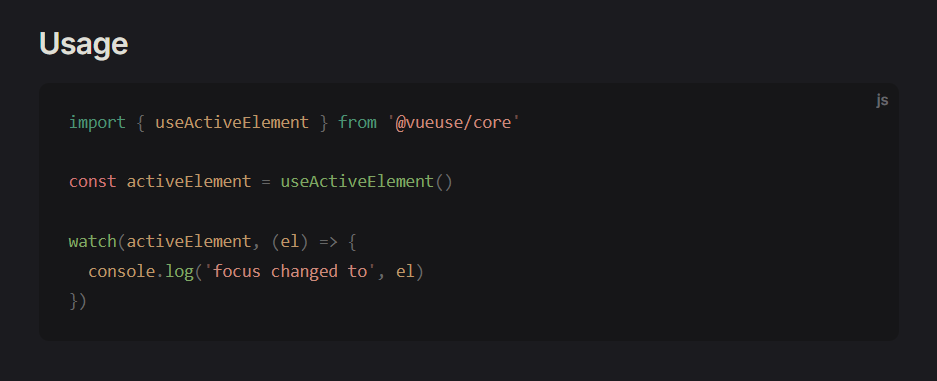 Usage
js
import { useActiveElement } from '@vueuse/core'
const activeElement = useActiveElement()
watch(activeElement, (el) => {
  console.log('focus changed to', el)
})